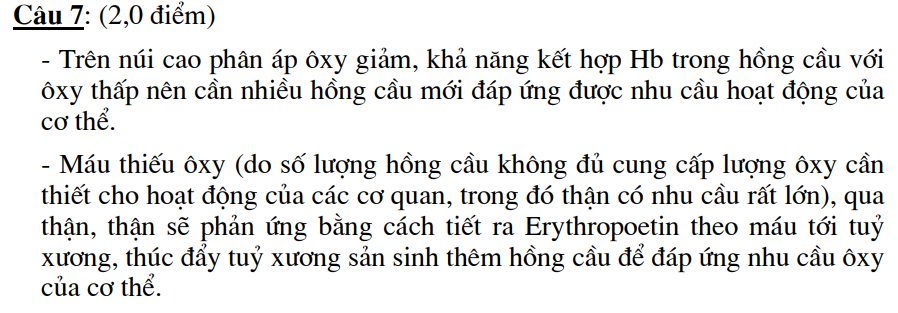 Câu 7: (2,0 điểm)
- Trên núi cao phân áp ôxy giảm, khả năng kết hợp Hb trong hồng cầu với
ôxy thấp nên cần nhiều hồng cầu mới đáp ứng được nhu cầu hoạt động của
cơ thể.
- Máu thiếu ôxy (do số lượng hồng cầu không đủ cung cấp lượng ôxy cần
thiết cho hoạt động của các cơ quan, trong đó thận có nhu cầu rất lớn), qua
thận, thận sẽ phản ứng bằng cách tiết ra Erythropoetin theo máu tới tuỷ
xương, thúc đẩy tuỷ xương sản sinh thêm hồng cầu để đáp ứng nhu cầu ôxy
của cơ thể.